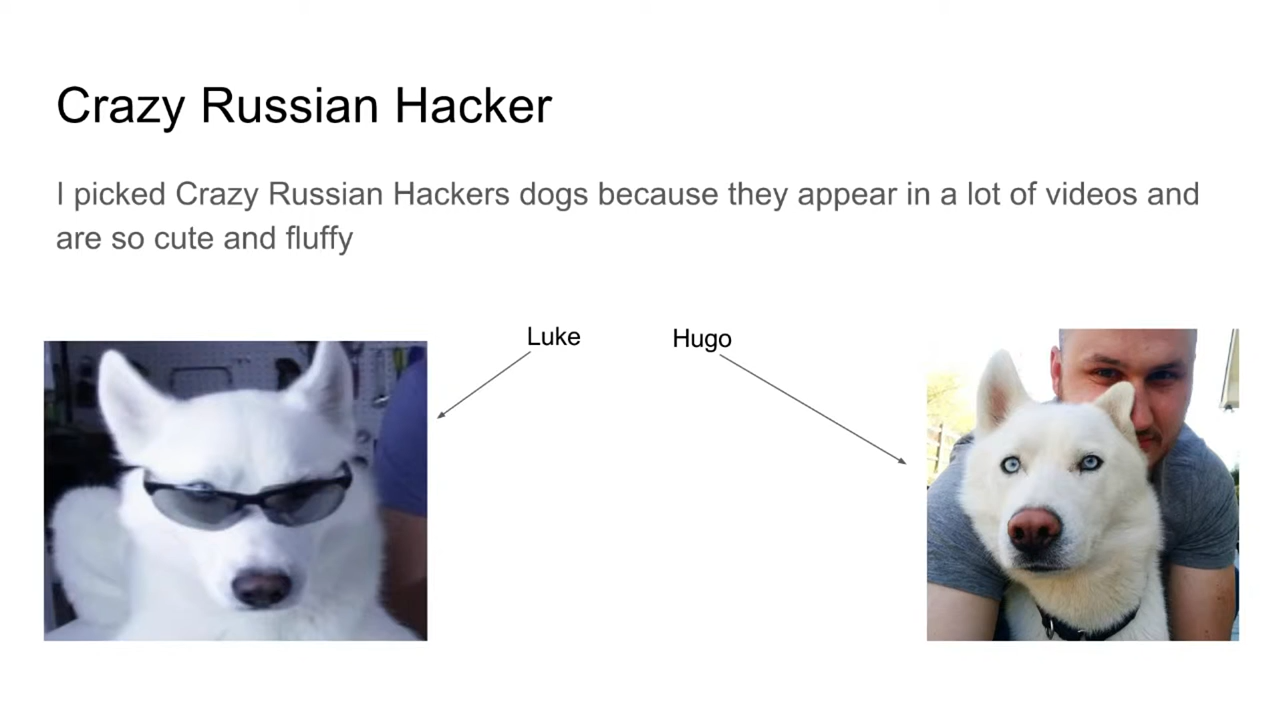 Crazy Russian Hacker
I picked Crazy Russian Hackers dogs because they appear in a lot of videos and
are so cute and fluffy
Luke
Hugo